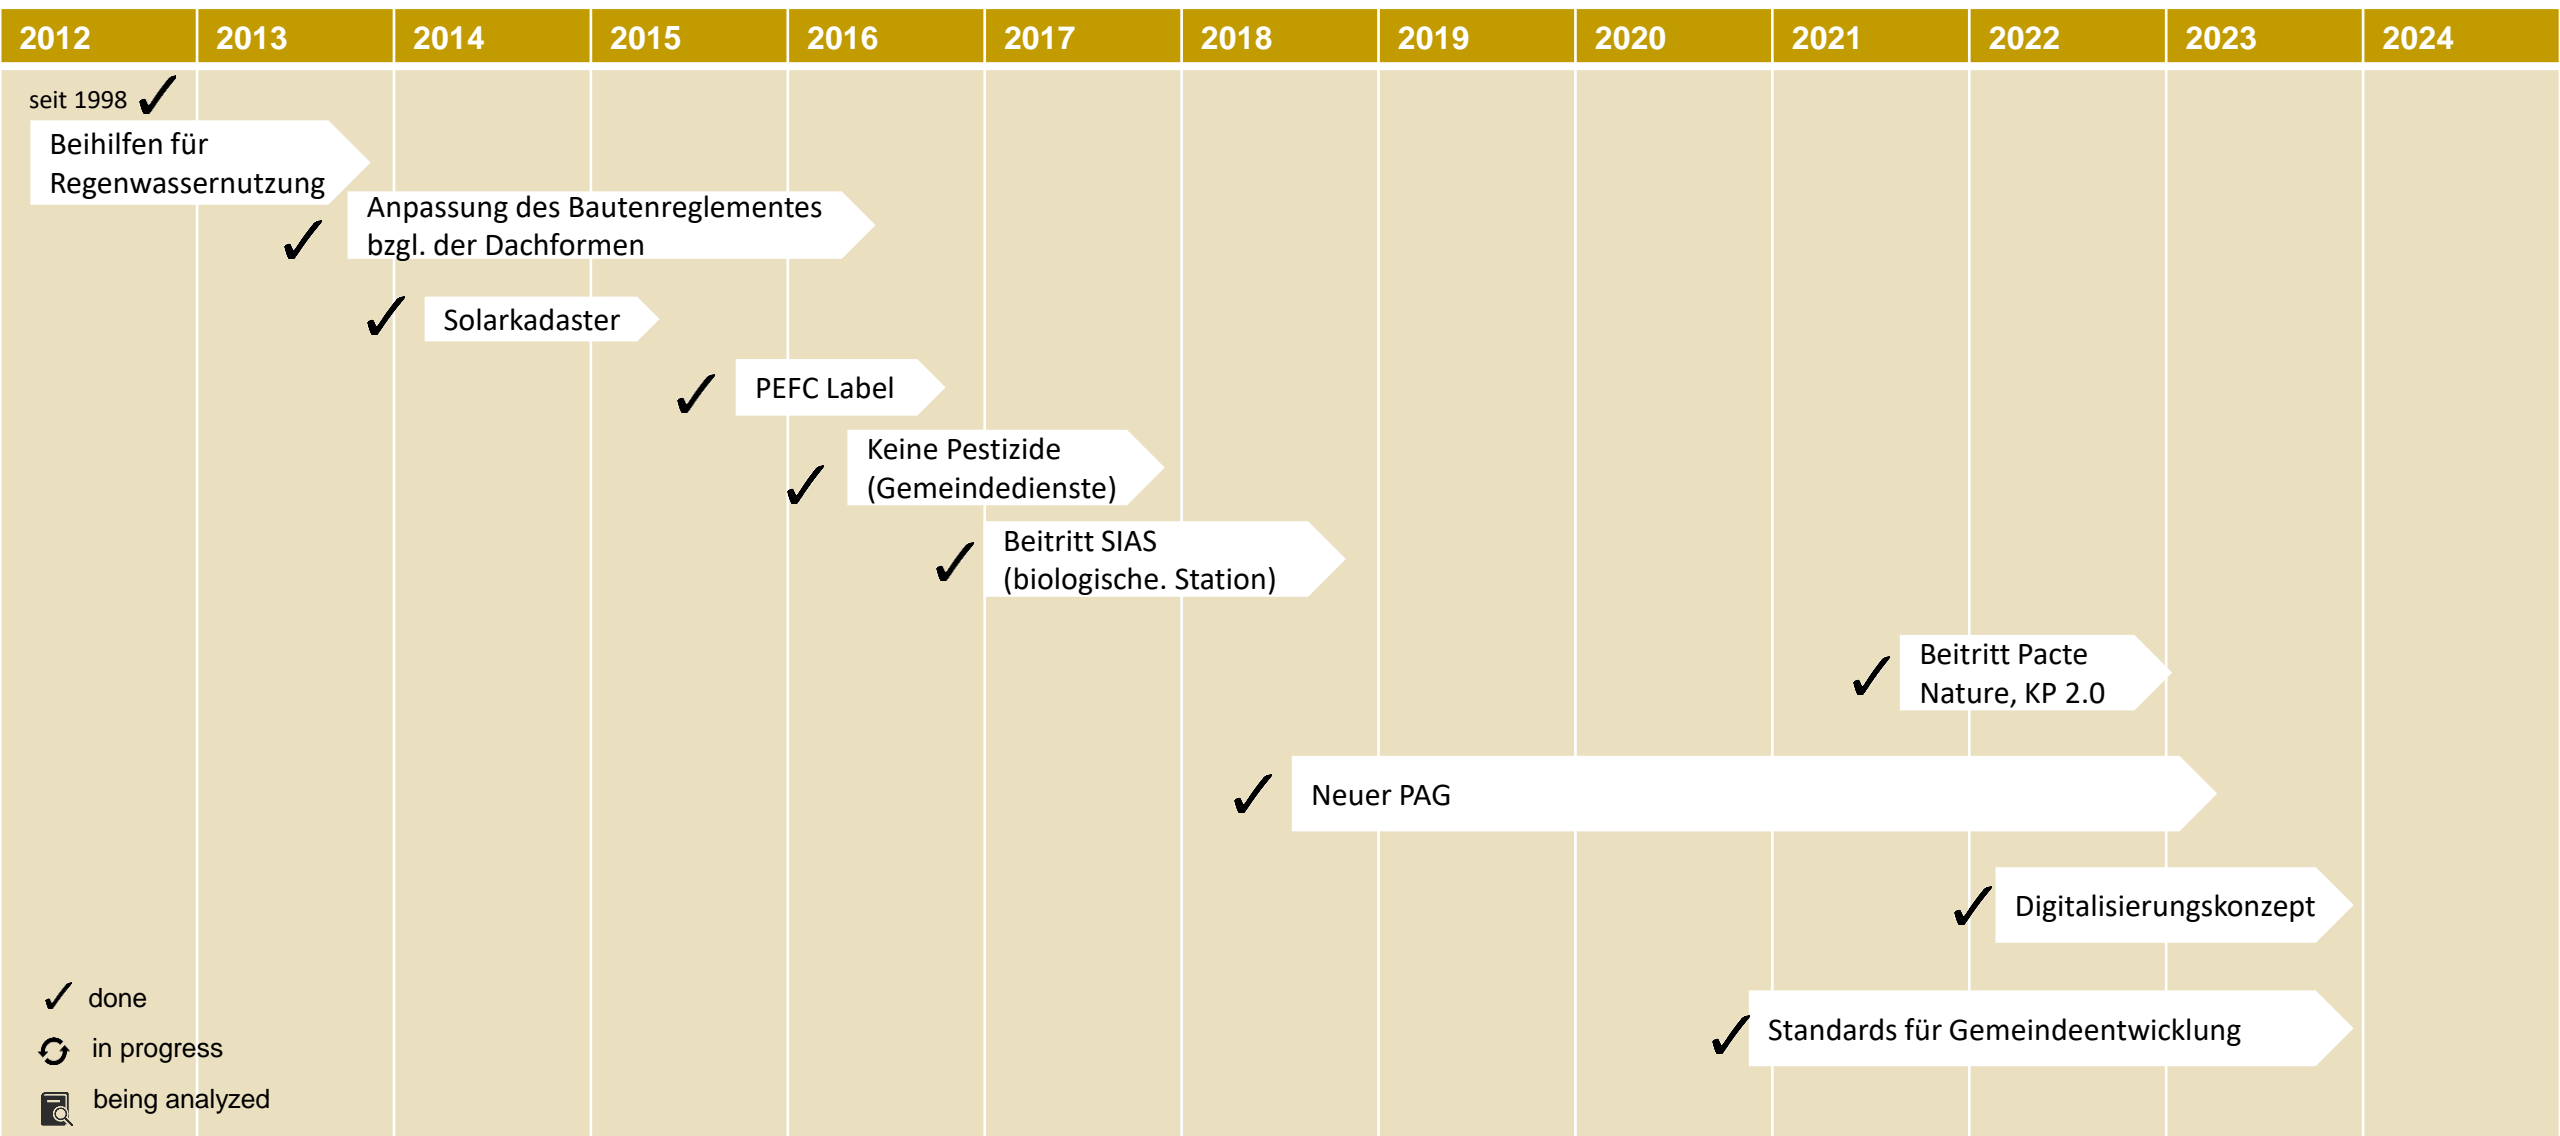 2012 2013 2014 2015 2016 2017 2018 2019 2020 2021 2022 2023 2024
seit 1998
Beihilfen für
Regenwassernutzung
Anpassung des Bautenreglementes
bzgl. der Dachformen
Solarkadaster
PEFC Label
Keine Pestizide
(Gemeindedienste)
Beitritt SIAS
(biologische. Station)
Beitritt Pacte
Nature, KP 2.0
Neuer PAG
Digitalisierungskonzept
Standards für Gemeindeentwicklung
done
in progress
being analyzed